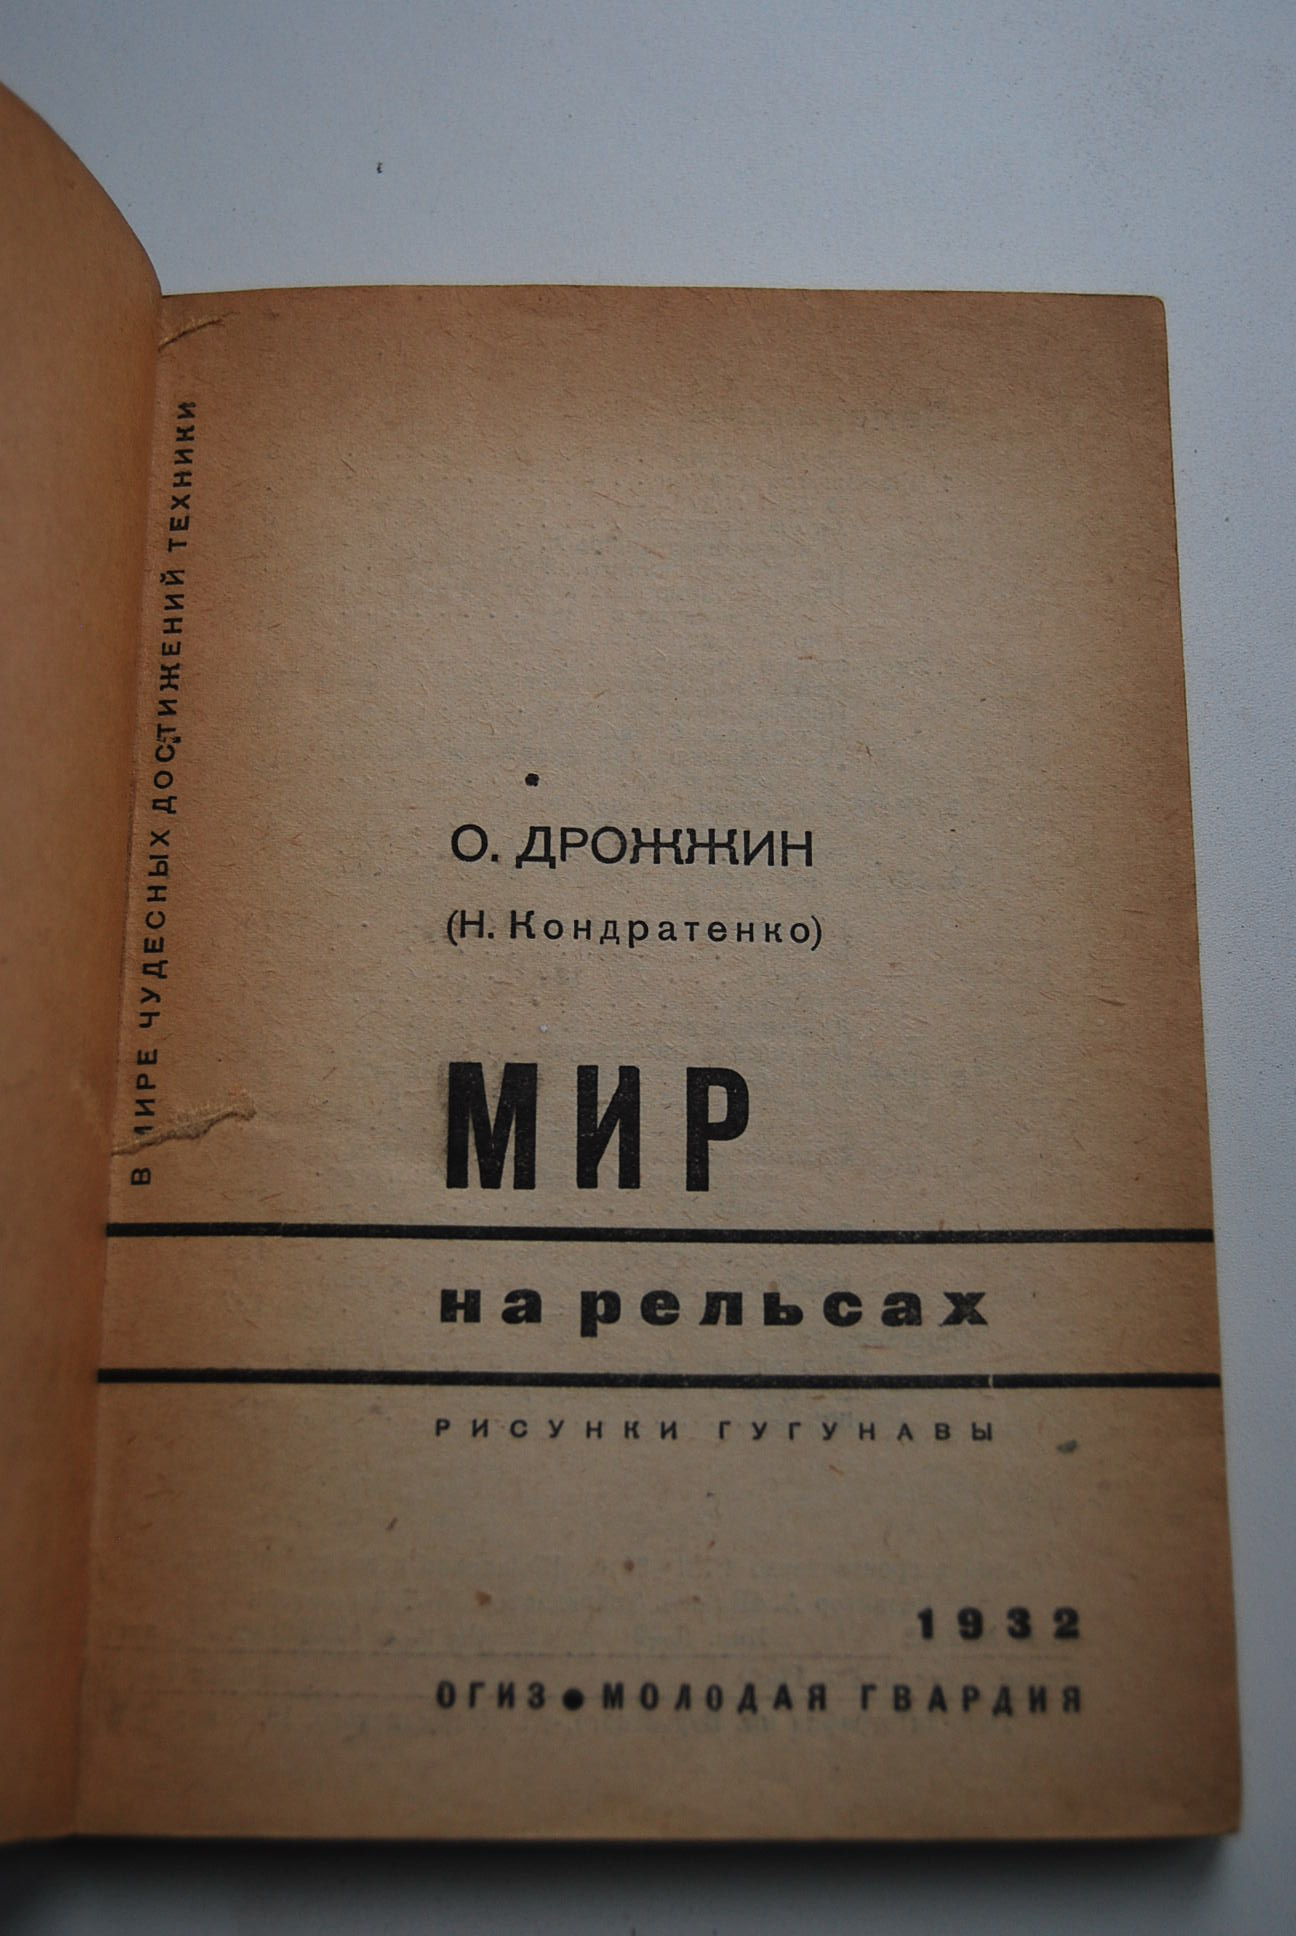 В МИРЕ ЧУДЕСНЫХ ДОСТИЖЕНИЙ ТЕХНИКИ
О. ДРОЖЖИН
(Н. Кондратенко)
МИР
на рельсах
РИСУНКИ ГУГУНАВЫ
1932
ОГИЗ ● МОЛОДАЯ ГВАРДИЯ